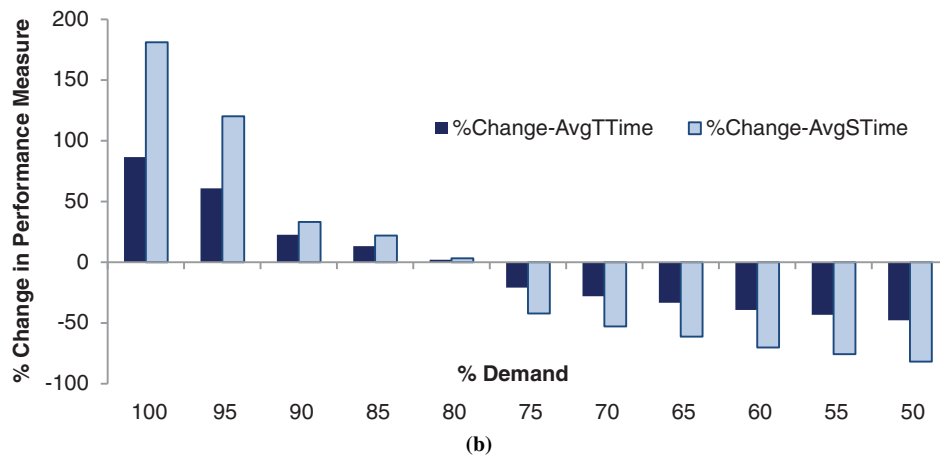 200
150
100
50
0
-50
-100
% Change in Performance Measure
%Change-AvgTTime %Change-AvgSTime
% Demand
100 95 90 85 80 75 70 65 60 55 50
(b)